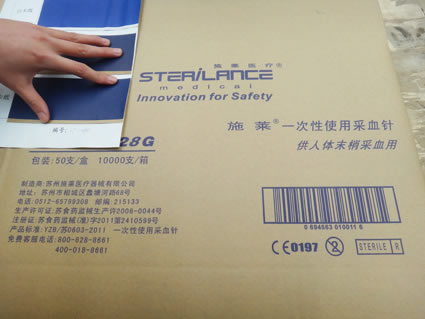 施莱医疗®
STERiLANCE
medical
Innovation for Safety
28G
施莱 一次性使用采血针
供人体末梢采血用
包装:50支/盒 10000支/箱
制造商:苏州施莱医疗器械有限公司
地址:苏州市相城区鑫塘河路68号
电话:0512-65799308 邮编:215133
生产许可证:苏食药监械生产许2006-0044号
注册证:苏食药监械(准)字2011第2410599号
产品标准:YZB/苏0603-2011 一次性使用采血针
免费客服电话:800-828-8661
400-018-8661
0 694563 010011 6
CE0197
STERILE R
编号: